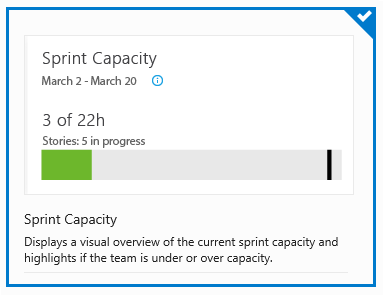 Sprint Capacity
March 2 - March 20
3 of 22h
Stories: 5 in progress
Sprint Capacity
Displays a visual overview of the current sprint capacity and
highlights if the team is under or over capacity.